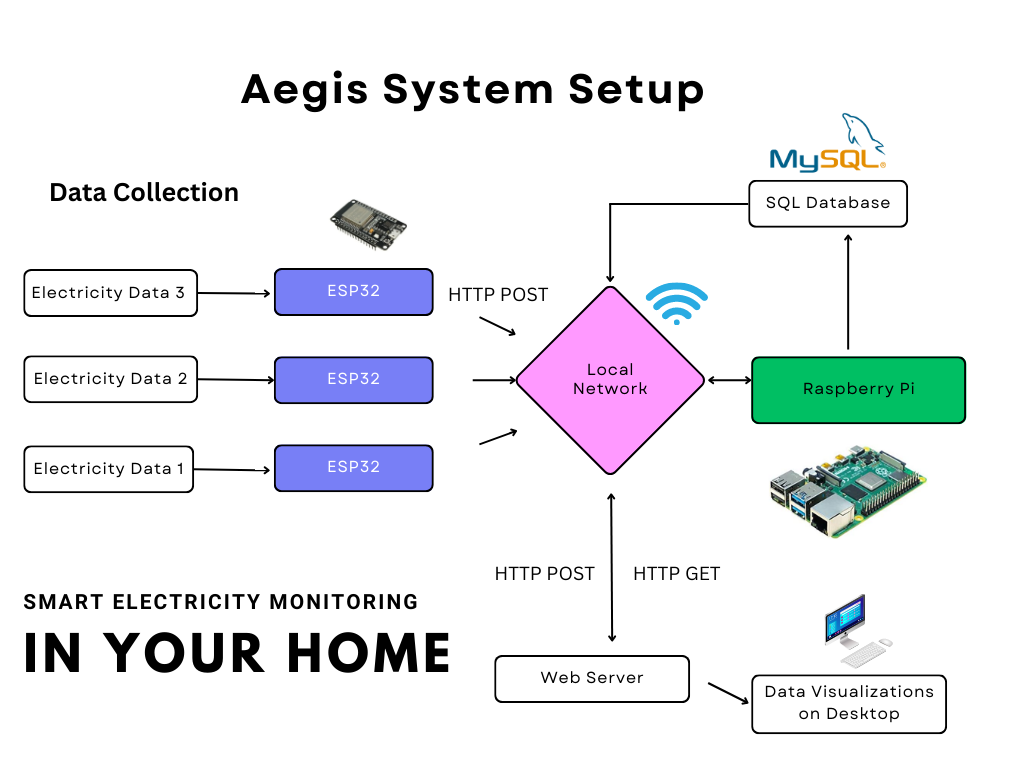 Aegis System Setup
MySQL®
Data Collection
SQL Database
Electricity Data 3
ESP32
HTTP POST
Electricity Data 2
ESP32
Local
Network
Raspberry Pi
Electricity Data 1
ESP32
HTTP POST
HTTP GET
SMART ELECTRICITY MONITORING
IN YOUR HOME
Web Server
Data Visualizations
on Desktop